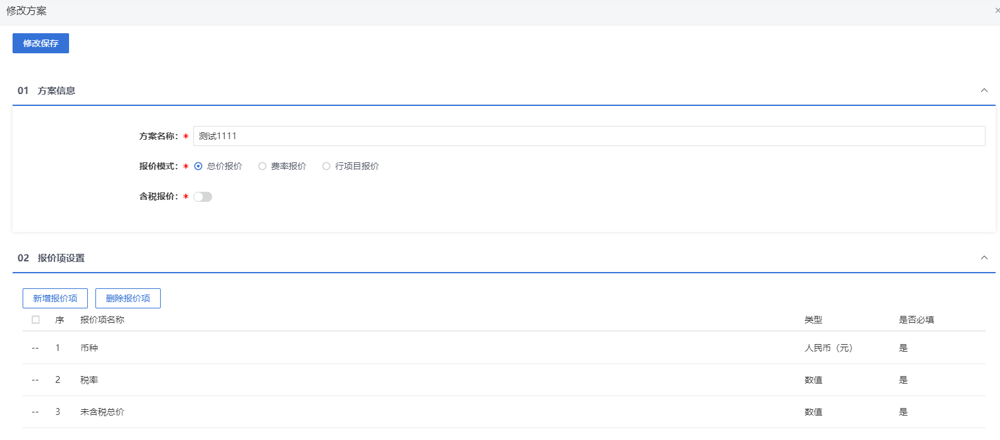 修改方案
修改保存
01 方案信息
方案名称： * 测试1111
报价模式： * 总价报价 费率报价 行项目报价
含税报价： *
02 报价项设置
新增报价项 删除报价项
序 报价项名称 类型 是否必填
-- 1 币种 人民币（元） 是
-- 2 税率 数值 是
-- 3 未含税总价 数值 是